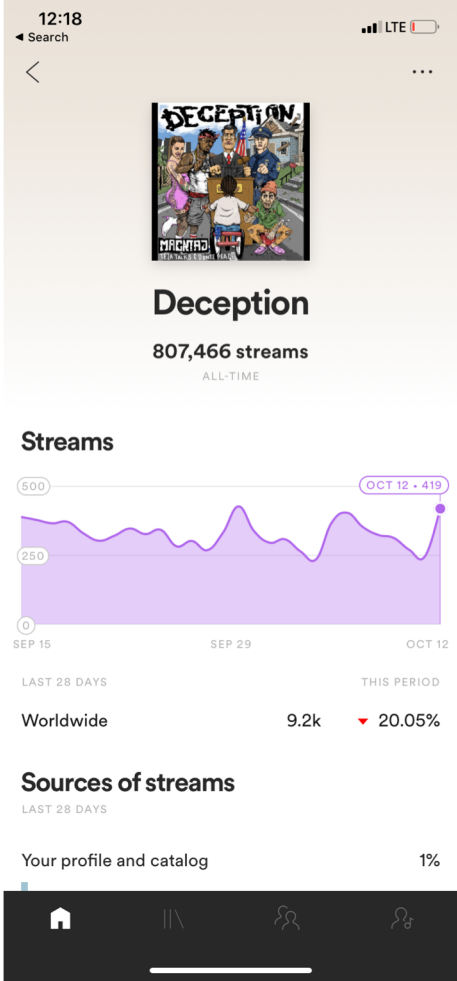 12:18
LTE
◀ Search
DECEPTION
MACNTAJ
Deception
807,466 streams
ALL-TIME
Streams
500
OCT 12 • 419
250
0
SEP 15
SEP 29
OCT 12
LAST 28 DAYS
THIS PERIOD
Worldwide
9.2k
20.05%
Sources of streams
LAST 28 DAYS
Your profile and catalog
1%